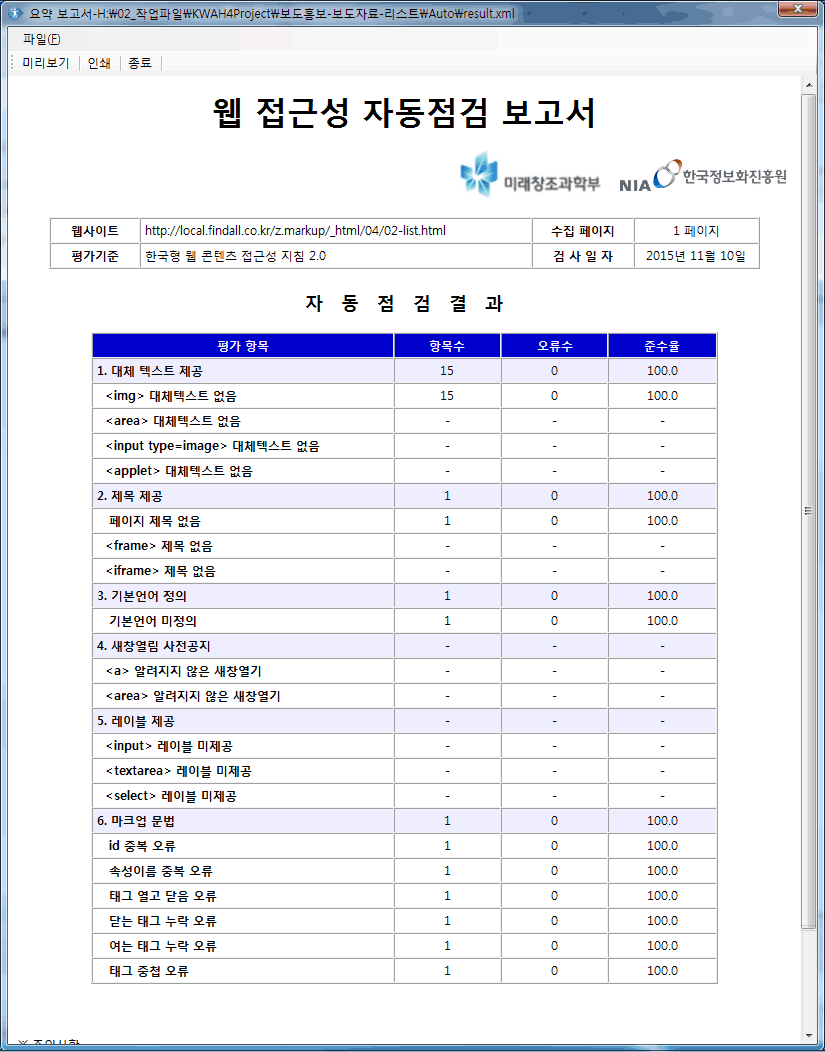 요약 보고서-H:\02_작업파일\KWAH4Project\보도홍보-보도자료-리스트\Auto\result.xml
파일(F)
미리보기 인쇄 종료
웹 접근성 자동점검 보고서
미래창조과학부 NIA 한국정보화진흥원
웹사이트 http://local.findall.co.kr/z.markup/_html/04/02-list.html 수집 페이지 1 페이지
평가기준 한국형 웹 콘텐츠 접근성 지침 2.0 검 사 일 자 2015년 11월 10일
자 동 점 검 결 과
평가 항목 항목수 오류수 준수율
1. 대체 텍스트 제공 15 0 100.0
<img> 대체텍스트 없음 15 0 100.0
<area> 대체텍스트 없음 - - -
<input type=image> 대체텍스트 없음 - - -
<applet> 대체텍스트 없음 - - -
2. 제목 제공 1 0 100.0
페이지 제목 없음 1 0 100.0
<frame> 제목 없음 - - -
<iframe> 제목 없음 - - -
3. 기본언어 정의 1 0 100.0
기본언어 미정의 1 0 100.0
4. 새창열림 사전공지 - - -
<a> 알려지지 않은 새창열기 - - -
<area> 알려지지 않은 새창열기 - - -
5. 레이블 제공 - - -
<input> 레이블 미제공 - - -
<textarea> 레이블 미제공 - - -
<select> 레이블 미제공 - - -
6. 마크업 문법 1 0 100.0
id 중복 오류 1 0 100.0
속성이름 중복 오류 1 0 100.0
태그 열고 닫음 오류 1 0 100.0
닫는 태그 누락 오류 1 0 100.0
여는 태그 누락 오류 1 0 100.0
태그 중첩 오류 1 0 100.0